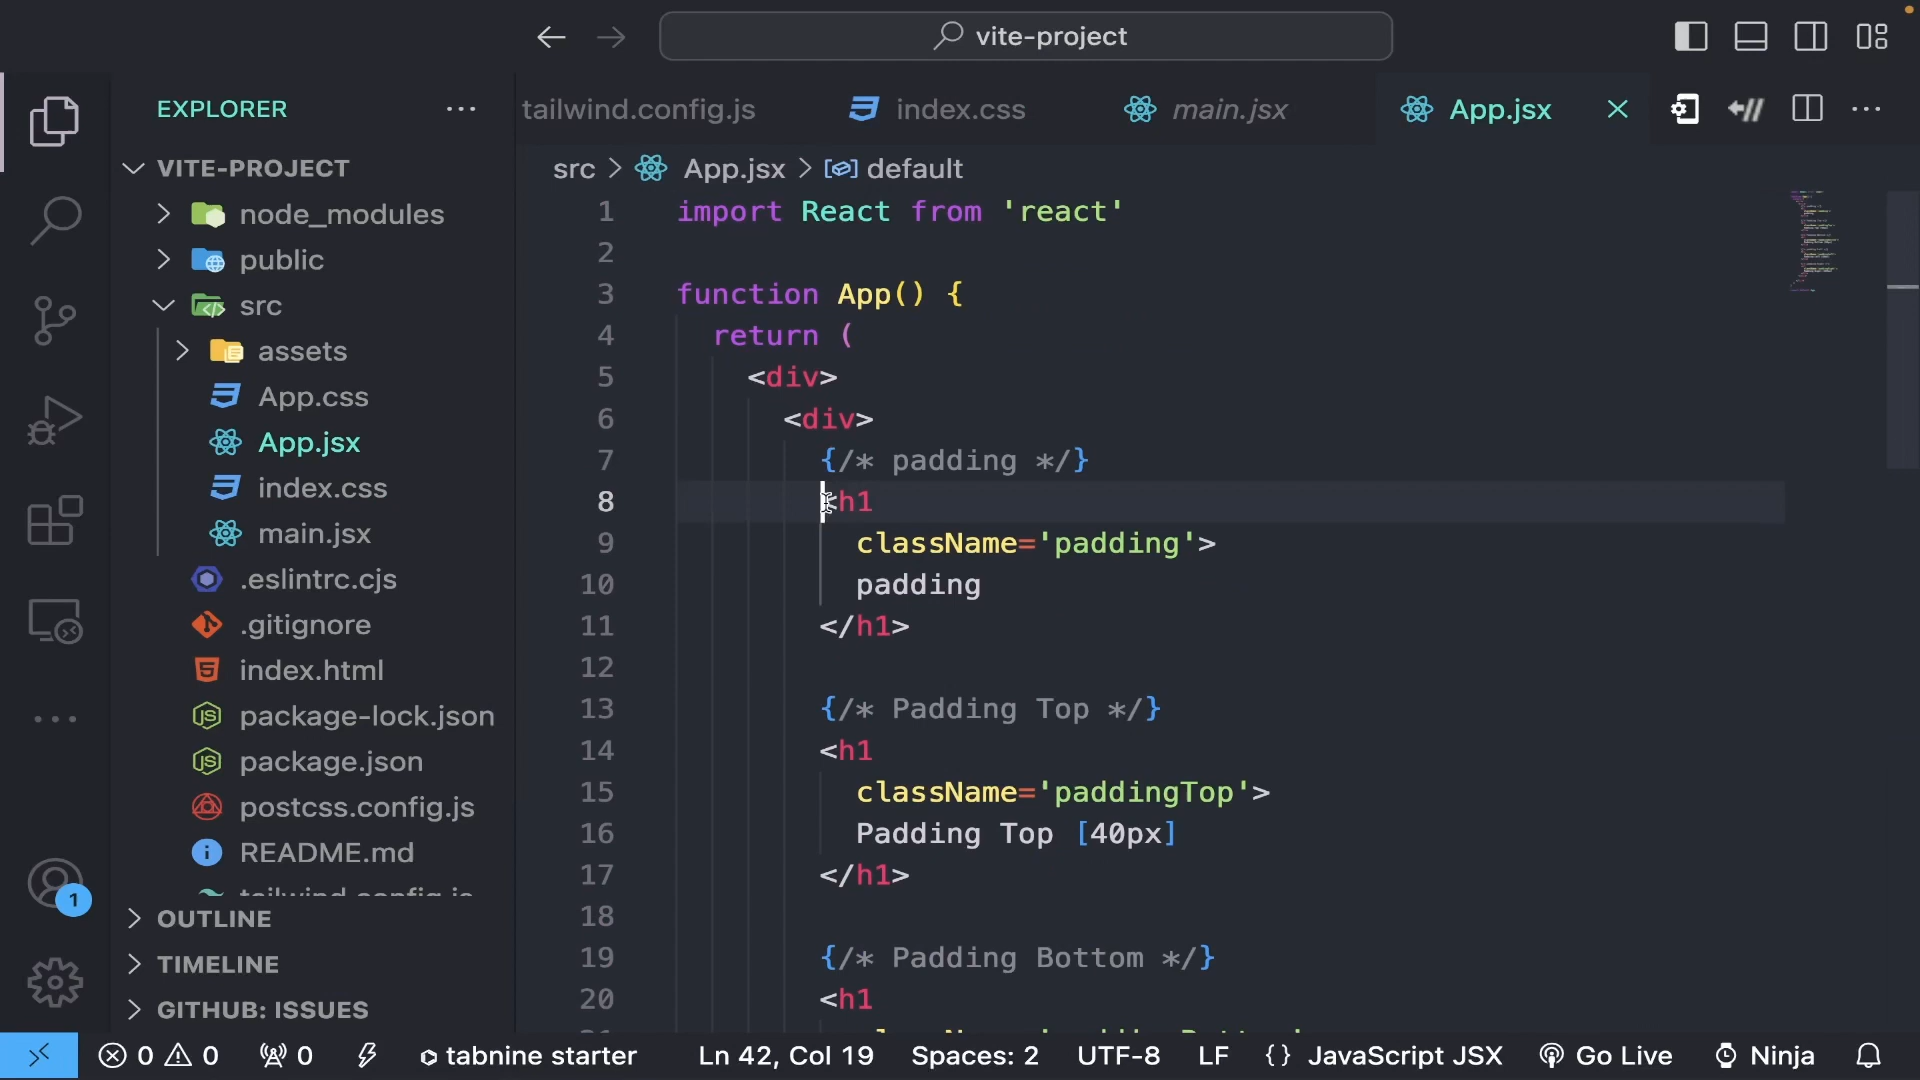 vite-project
EXPLORER
tailwind.config.js
index.css
main.jsx
App.jsx
src > App.jsx > default
VITE-PROJECT
node_modules
public
src
assets
App.css
App.jsx
index.css
main.jsx
.eslintrc.cjs
.gitignore
index.html
package-lock.json
package.json
postcss.config.js
README.md
tailwind.config.js
OUTLINE
TIMELINE
GITHUB: ISSUES
1 import React from 'react'
2
3 function App() {
4 return (
5 <div>
6 <div>
7 {/* padding */}
8 <h1
9 className='padding'>
10 padding
11 </h1>
12
13 {/* Padding Top */}
14 <h1
15 className='paddingTop'>
16 Padding Top [40px]
17 </h1>
18
19 {/* Padding Bottom */}
20 <h1
1
0 0 0 tabnine starter Ln 42, Col 19 Spaces: 2 UTF-8 LF {} JavaScript JSX Go Live Ninja